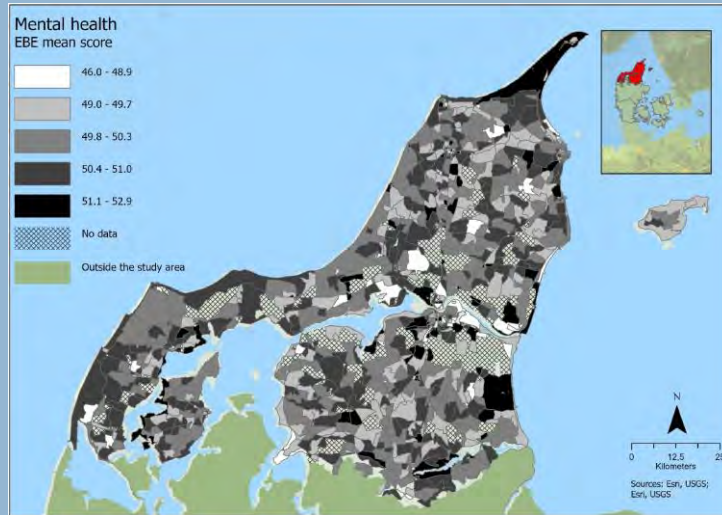 Mental health
EBE mean score
46.0 - 48.9
49.0 - 49.7
49.8 - 50.3
50.4 - 51.0
51.1 - 52.9
No data
Outside the study area
N
0 12.5 25
Kilometers
Sources: Esri, USGS;
Esri, USGS